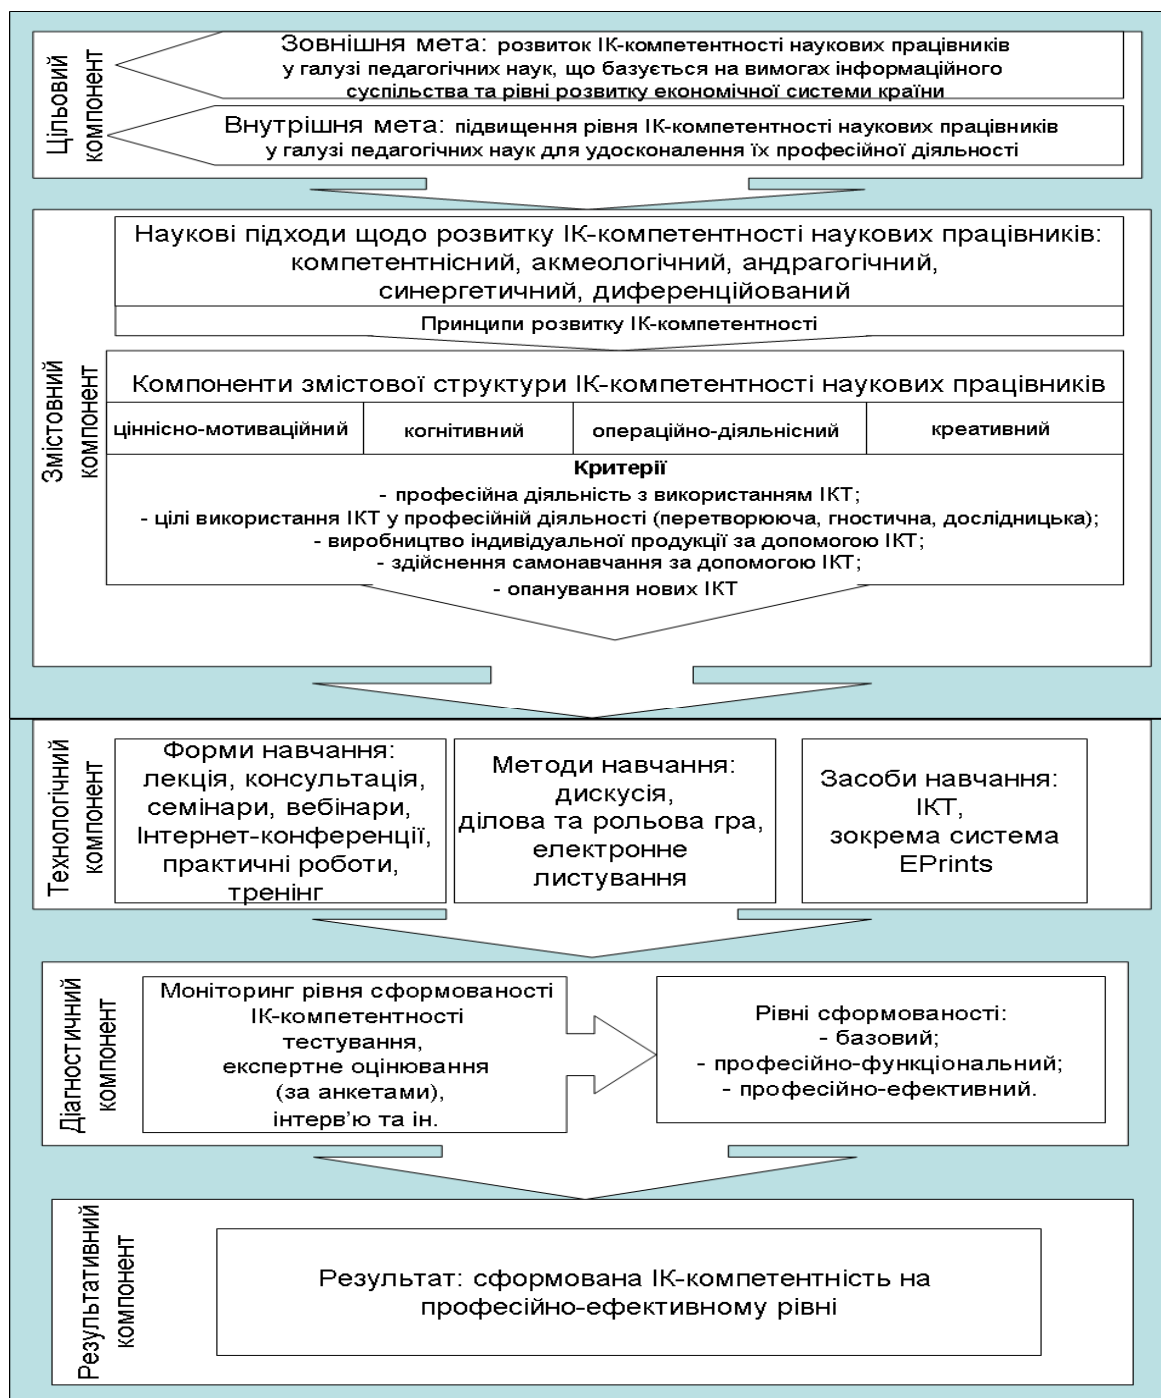 Цільовий
компонент
Зовнішня мета: розвиток ІК-компетентності наукових працівників
у галузі педагогічних наук, що базується на вимогах інформаційного
суспільства та рівні розвитку економічної системи країни
Внутрішня мета: підвищення рівня ІК-компетентності наукових працівників
у галузі педагогічних наук для удосконалення їх професійної діяльності
Змістовний
компонент
Наукові підходи щодо розвитку ІК-компетентності наукових працівників:
компетентнісний, акмеологічний, андрагогічний,
синергетичний, диференційований
Принципи розвитку ІК-компетентності
Компоненти змістової структури ІК-компетентності наукових працівників
ціннісно-мотиваційний
когнітивний
операційно-діяльнісний
креативний
Критерії
- професійна діяльність з використанням ІКТ;
- цілі використання ІКТ у професійній діяльності (перетворююча, гностична, дослідницька);
- виробництво індивідуальної продукції за допомогою ІКТ;
- здійснення самонавчання за допомогою ІКТ;
- опанування нових ІКТ
Технологічний
компонент
Форми навчання:
лекція, консультація,
семінари, вебінари,
Інтернет-конференції,
практичні роботи,
тренінг
Методи навчання:
дискусія,
ділова та рольова гра,
електронне
листування
Засоби навчання:
ІКТ,
зокрема система
EPrints
Діагностичний
компонент
Моніторинг рівня сформованості
ІК-компетентності
тестування,
експертне оцінювання
(за анкетами),
інтерв'ю та ін.
Рівні сформованості:
- базовий;
- професійно-функціональний;
- професійно-ефективний.
Результативний
компонент
Результат: сформована ІК-компетентність на
професійно-ефективному рівні